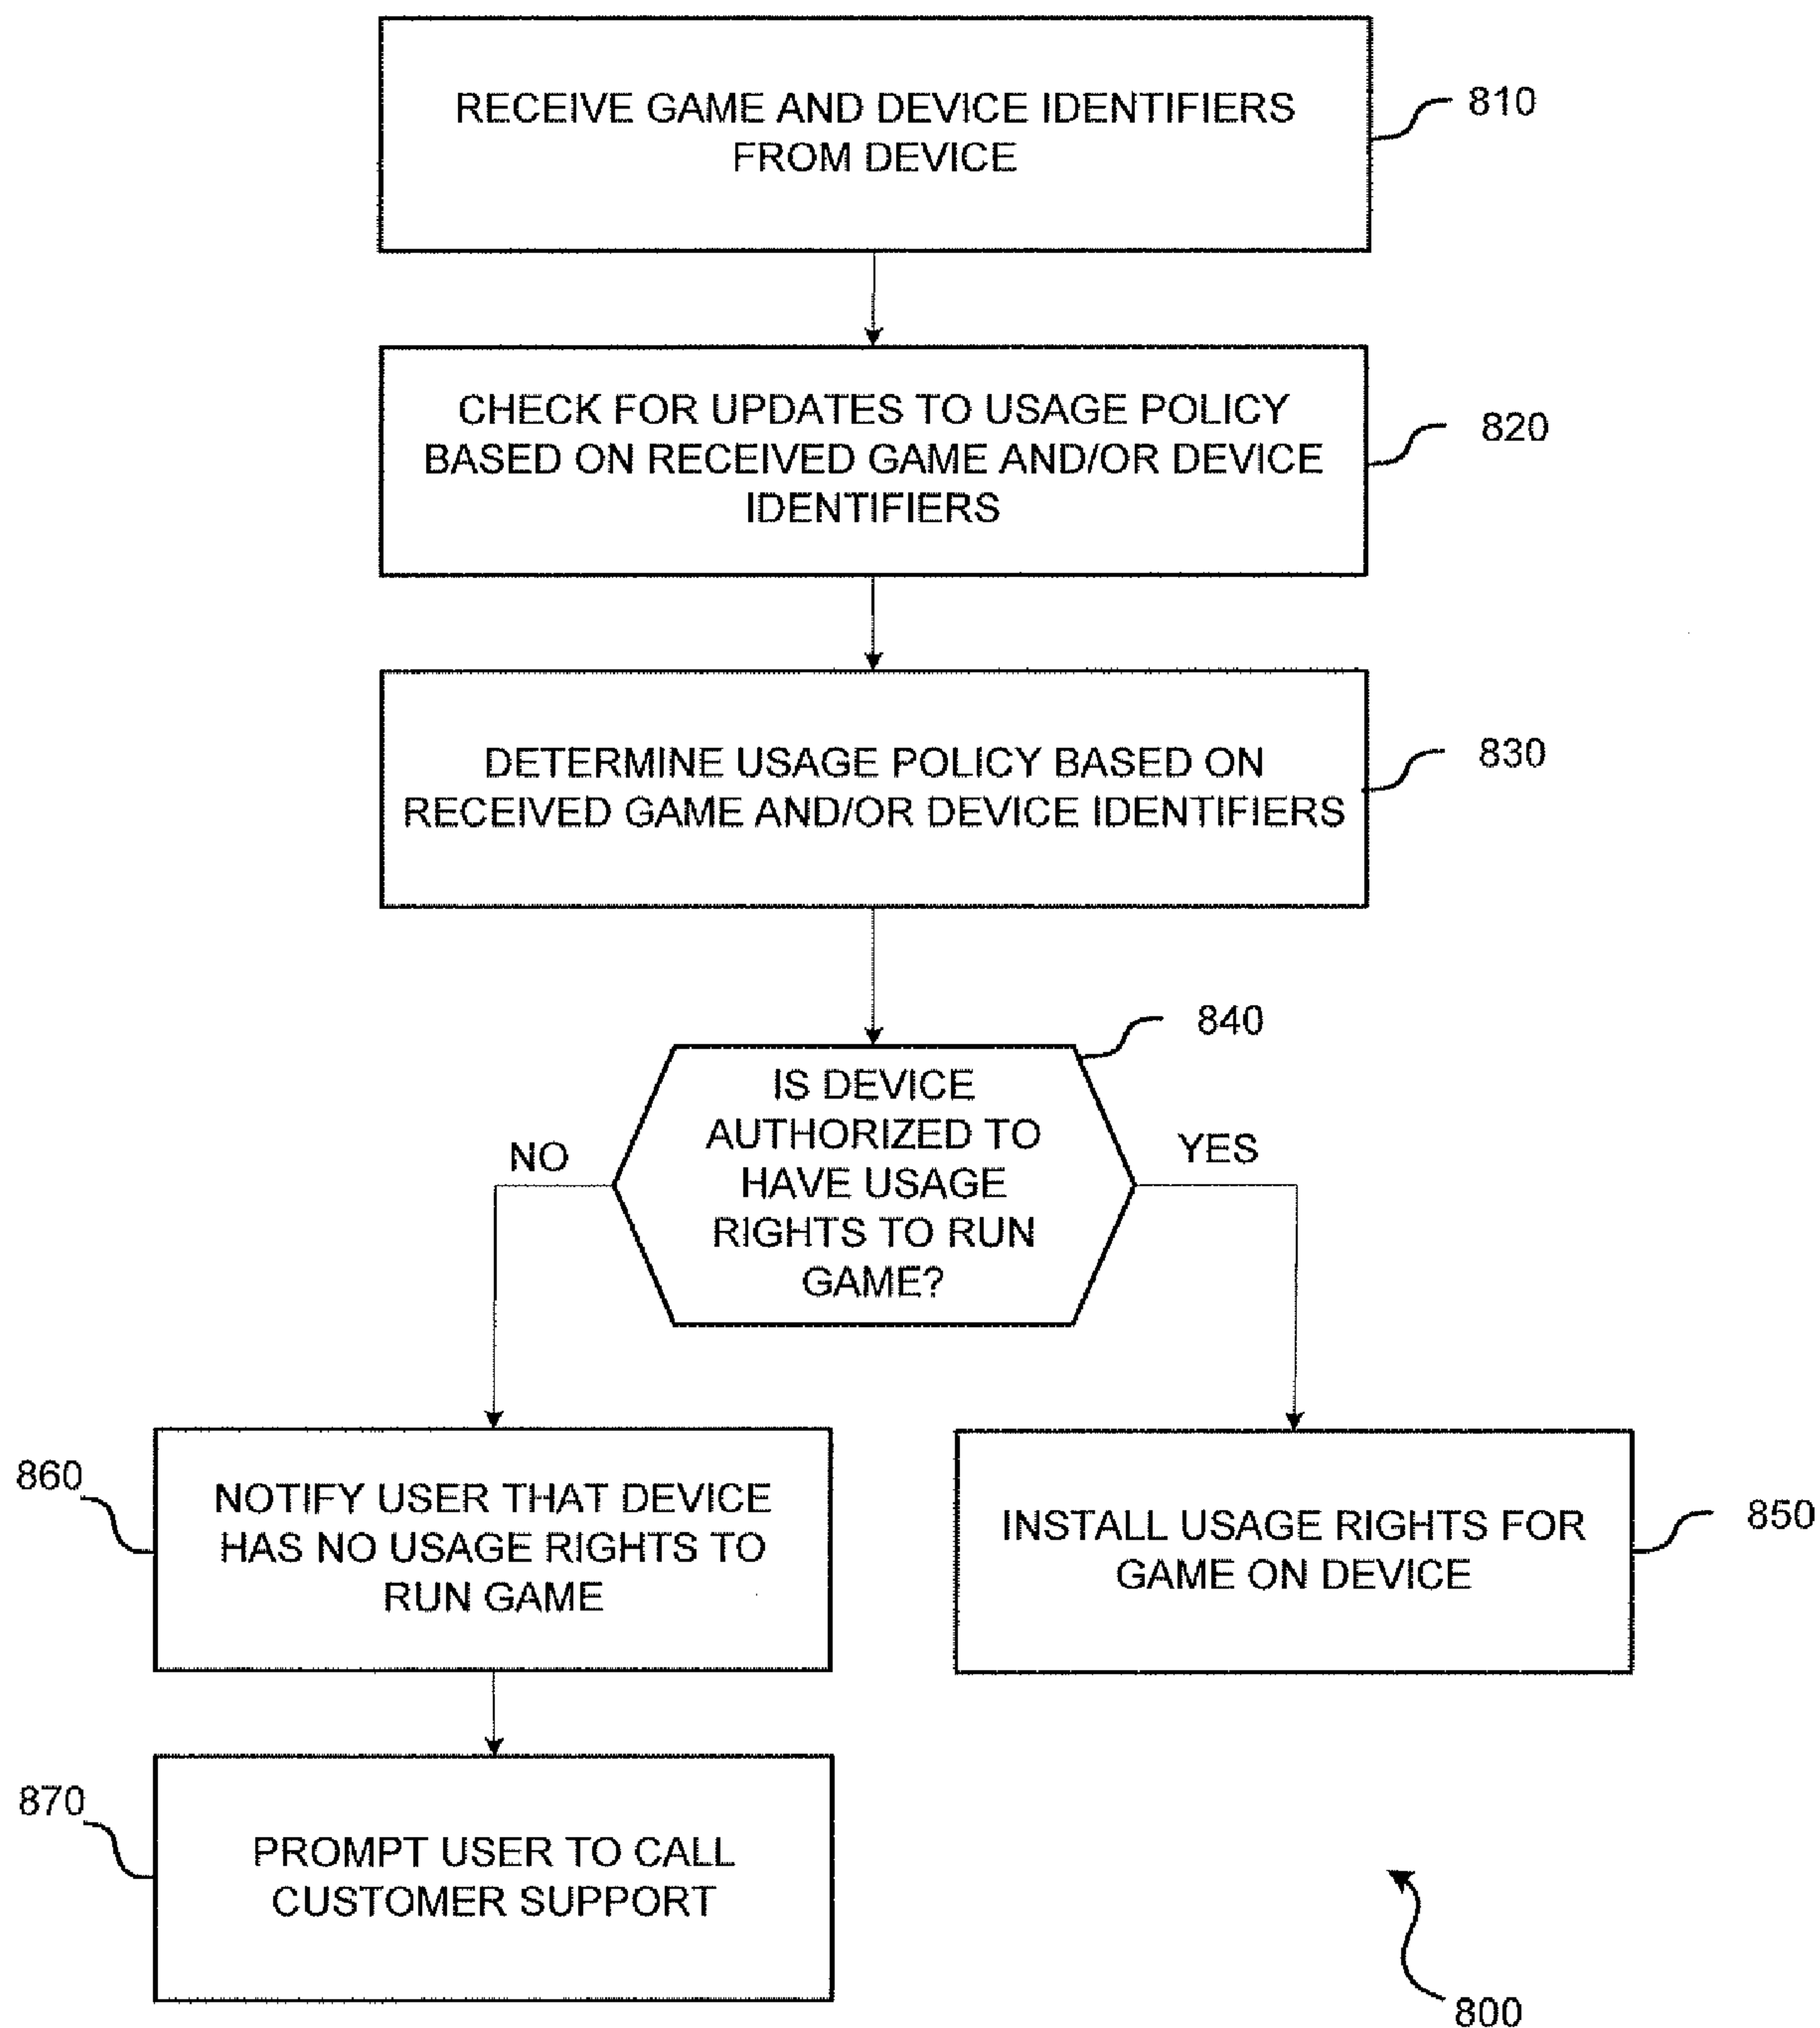 RECEIVE GAME AND DEVICE IDENTIFIERS
FROM DEVICE
810
CHECK FOR UPDATES TO USAGE POLICY
BASED ON RECEIVED GAME AND/OR DEVICE
IDENTIFIERS
820
DETERMINE USAGE POLICY BASED ON
RECEIVED GAME AND/OR DEVICE IDENTIFIERS
830
840
IS DEVICE
AUTHORIZED TO
HAVE USAGE
RIGHTS TO RUN
GAME?
NO
YES
860
NOTIFY USER THAT DEVICE
HAS NO USAGE RIGHTS TO
RUN GAME
INSTALL USAGE RIGHTS FOR
GAME ON DEVICE
850
870
PROMPT USER TO CALL
CUSTOMER SUPPORT
800